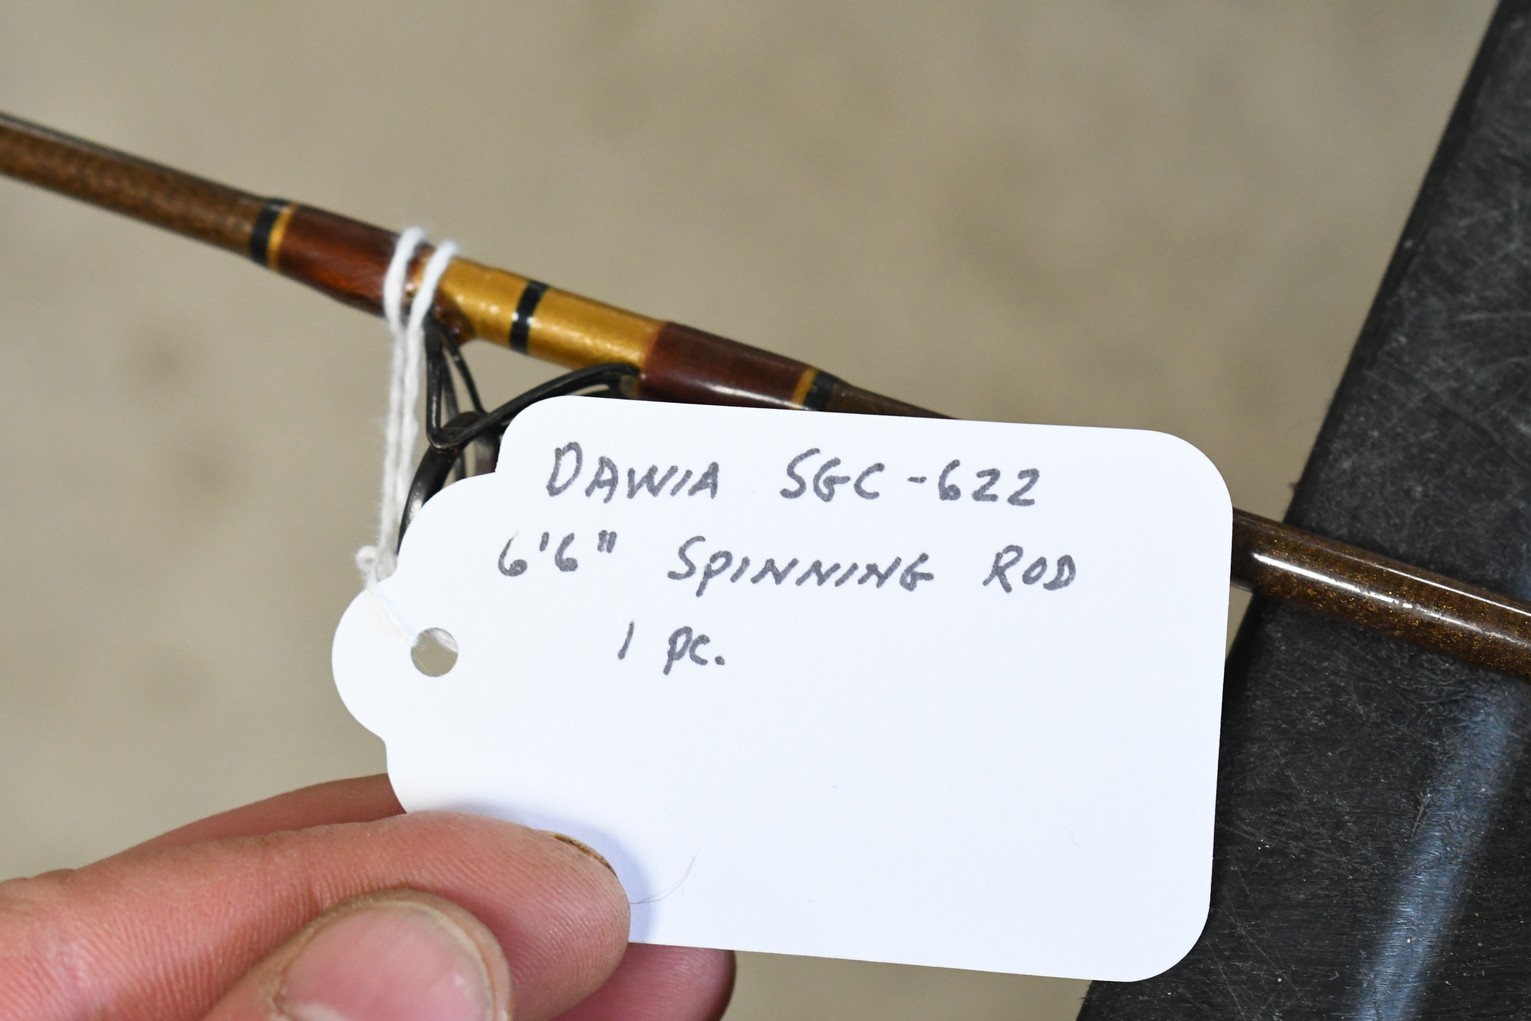 DAWIA SGC-622
6'6" SPINNING ROD
1 pc.